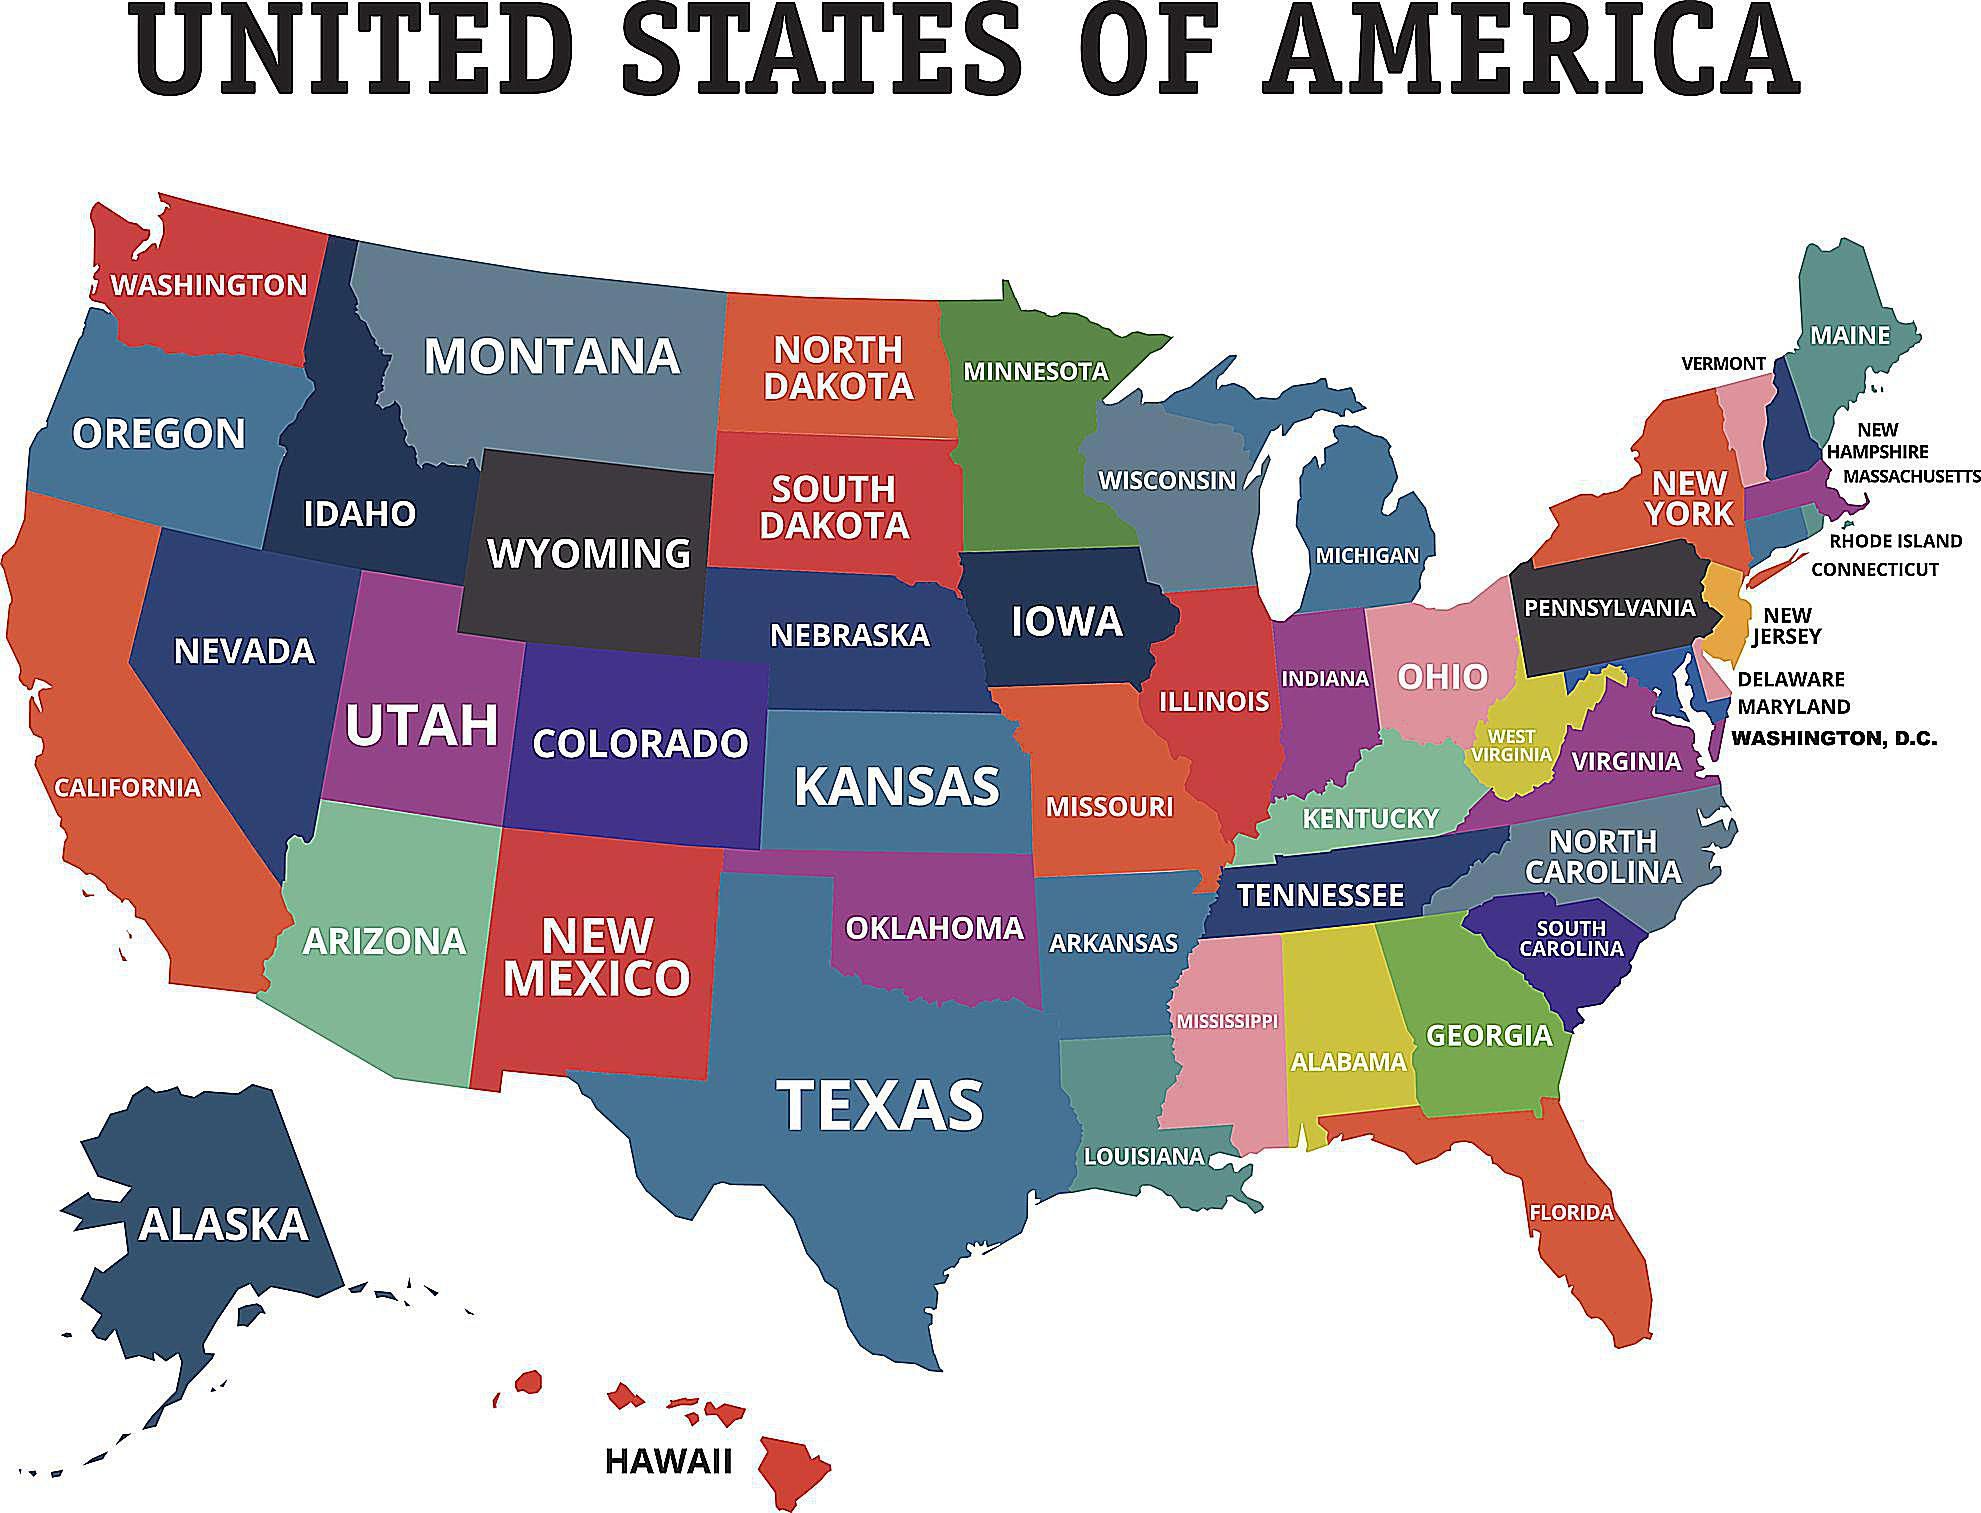 UNITED STATES OF AMERICA
WASHINGTON
MONTANA
NORTH
DAKOTA
MINNESOTA
VERMONT
MAINE
OREGON
IDAHO
WYOMING
SOUTH
DAKOTA
WISCONSIN
MICHIGAN
NEW
YORK
NEW
HAMPSHIRE
MASSACHUSETTS
RHODE ISLAND
CONNECTICUT
NEVADA
NEBRASKA
IOWA
PENNSYLVANIA
NEW
JERSEY
UTAH
COLORADO
ILLINOIS
INDIANA
OHIO
DELAWARE
MARYLAND
WASHINGTON, D.C.
CALIFORNIA
KANSAS
MISSOURI
KENTUCKY
WEST
VIRGINIA
VIRGINIA
ARIZONA
NEW
MEXICO
OKLAHOMA
ARKANSAS
TENNESSEE
NORTH
CAROLINA
SOUTH
CAROLINA
TEXAS
MISSISSIPPI
ALABAMA
GEORGIA
LOUISIANA
FLORIDA
ALASKA
HAWAII